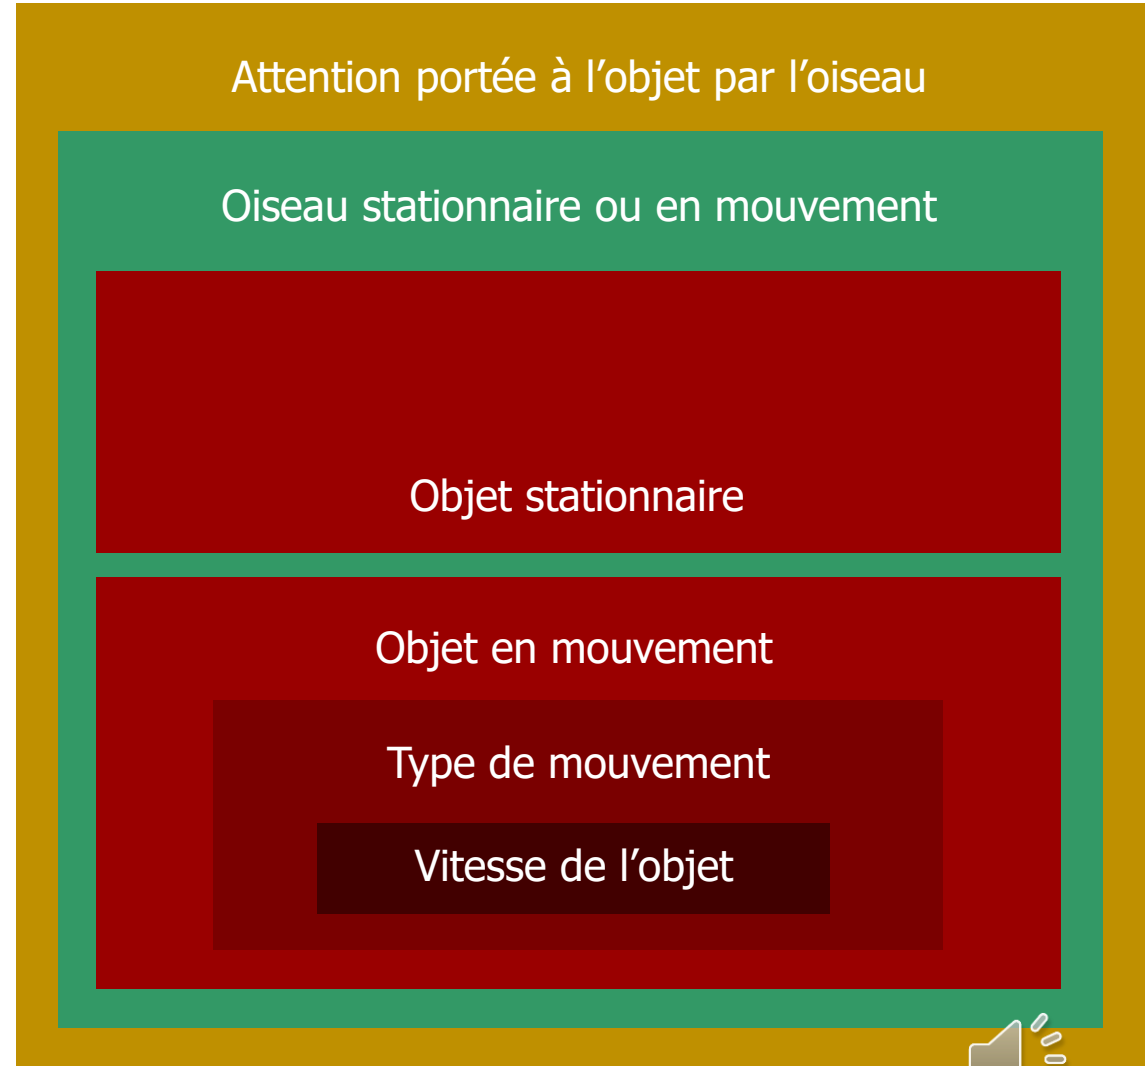 Attention portée à l’objet par l’oiseau
Oiseau stationnaire ou en mouvement
Objet stationnaire
Objet en mouvement
Type de mouvement
Vitesse de l’objet